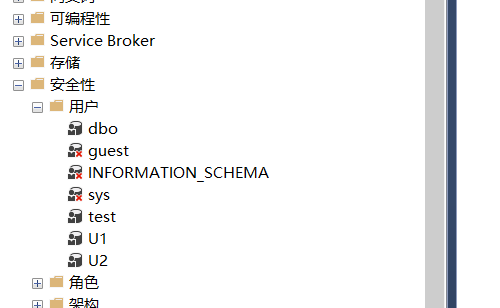 可编程性
Service Broker
存储
安全性
用户
dbo
guest
INFORMATION_SCHEMA
sys
test
U1
U2
角色
架构